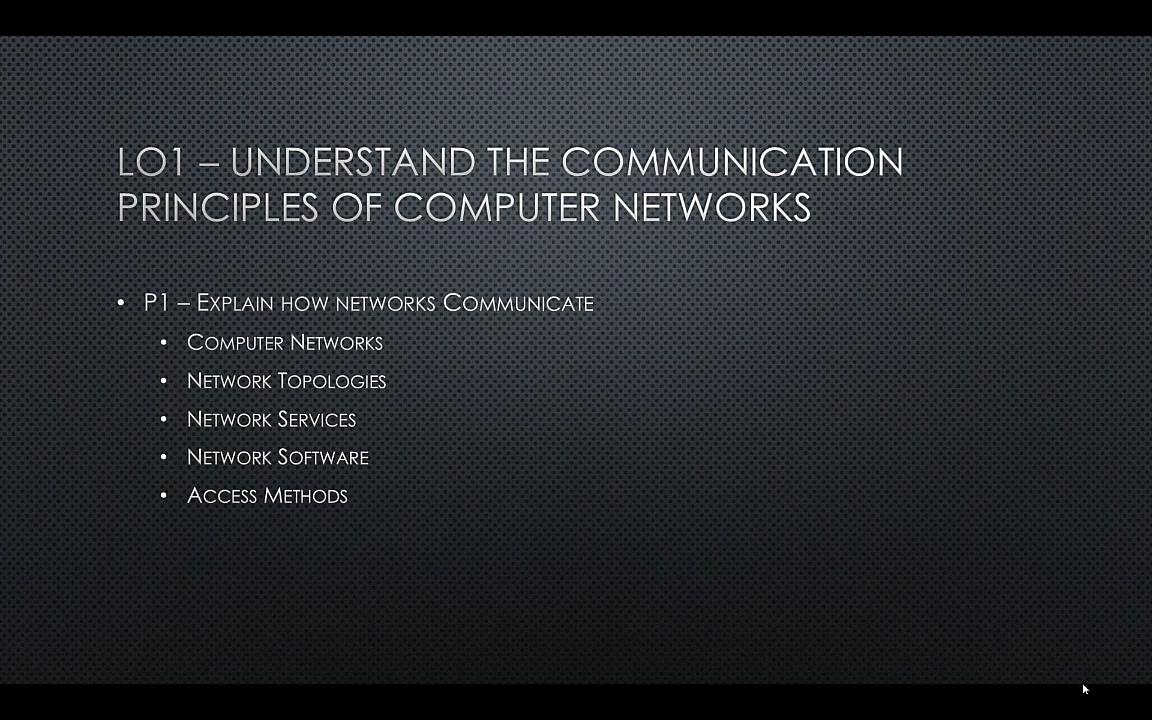 LO1 – UNDERSTAND THE COMMUNICATION
PRINCIPLES OF COMPUTER NETWORKS
• P1 – EXPLAIN HOW NETWORKS COMMUNICATE
• COMPUTER NETWORKS
• NETWORK TOPOLOGIES
• NETWORK SERVICES
• NETWORK SOFTWARE
• ACCESS METHODS